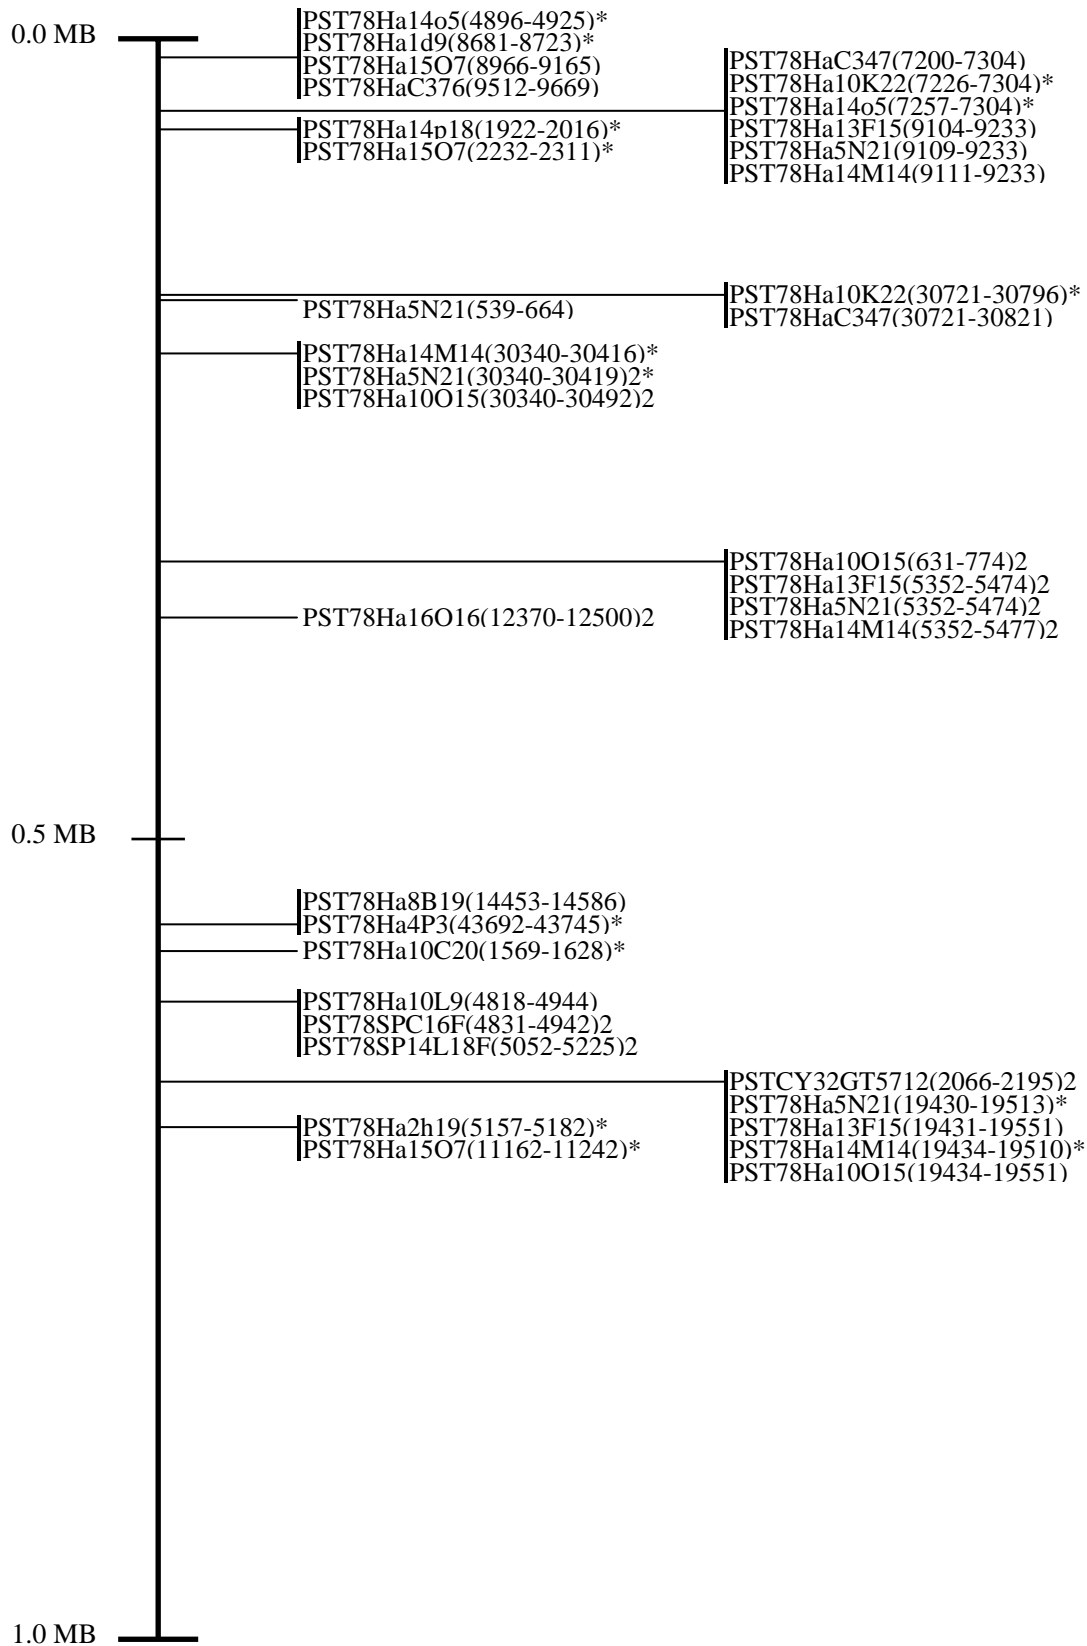 0.0 MB
PST78Ha14o5(4896-4925)*
PST78Ha1d9(8681-8723)*
PST78Ha15O7(8966-9165)
PST78HaC376(9512-9669)
PST78HaC347(7200-7304)
PST78Ha10K22(7226-7304)*
PST78Ha14o5(7257-7304)*
PST78Ha13F15(9104-9233)
PST78Ha5N21(9109-9233)
PST78Ha14M14(9111-9233)
PST78Ha14p18(1922-2016)*
PST78Ha15O7(2232-2311)*
PST78Ha10K22(30721-30796)*
PST78HaC347(30721-30821)
PST78Ha5N21(539-664)
PST78Ha14M14(30340-30416)*
PST78Ha5N21(30340-30419)2*
PST78Ha10O15(30340-30492)2
PST78Ha10O15(631-774)2
PST78Ha13F15(5352-5474)2
PST78Ha5N21(5352-5474)2
PST78Ha14M14(5352-5477)2
PST78Ha16O16(12370-12500)2
0.5 MB
PST78Ha8B19(14453-14586)
PST78Ha4P3(43692-43745)*
PST78Ha10C20(1569-1628)*
PST78Ha10L9(4818-4944)
PST78SPC16F(4831-4942)2
PST78SP14L18F(5052-5225)2
PSTCY32GT5712(2066-2195)2
PST78Ha5N21(19430-19513)*
PST78Ha13F15(19431-19551)
PST78Ha14M14(19434-19510)*
PST78Ha10O15(19434-19551)
PST78Ha2h19(5157-5182)*
PST78Ha15O7(11162-11242)*
1.0 MB